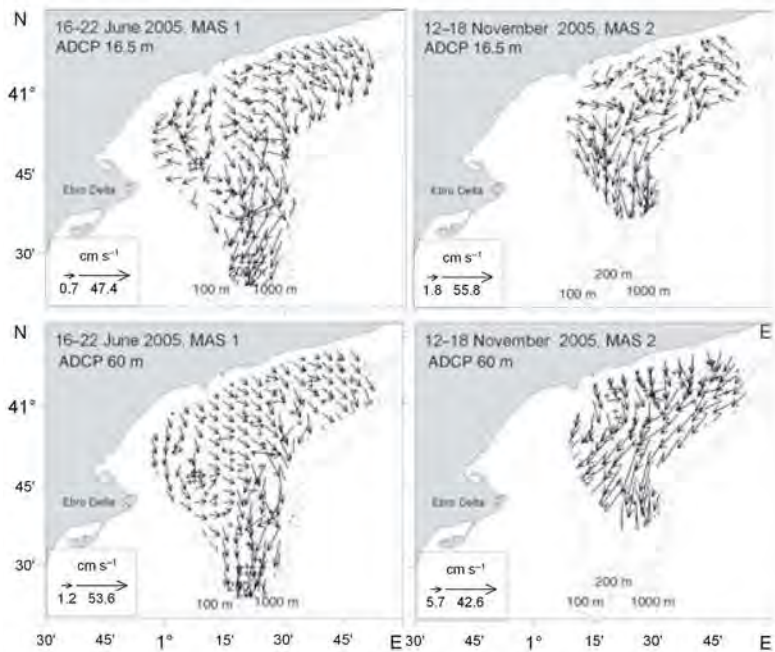 N
16–22 June 2005, MAS 1
ADCP 16.5 m
41°
45'
Ebro Delta
30'
cm s⁻¹
0.7 47.4
100 m 1000 m
12–18 November 2005, MAS 2
ADCP 16.5 m
Ebro Delta
cm s⁻¹
1.8 55.8
200 m
100 m 1000 m
N
16–22 June 2005, MAS 1
ADCP 60 m
41°
45'
Ebro Delta
30'
cm s⁻¹
1.2 53.6
100 m 1000 m
30' 45' 1° 15' 30' 45' E
E
12–18 November 2005, MAS 2
ADCP 60 m
Ebro Delta
cm s⁻¹
5.7 42.6
200 m
100 m 1000 m
30' 45' 1° 15' 30' 45' E